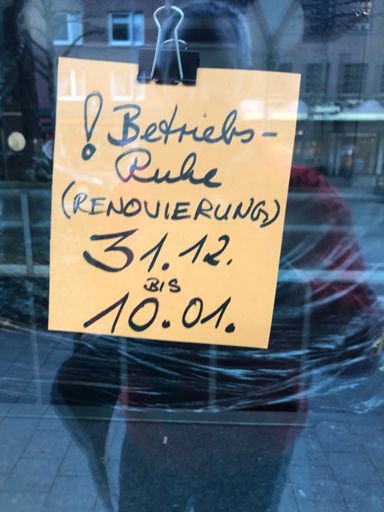 ! Betriebs-
Ruhe
(RENOVIERUNG)
31.12.
BIS
10.01.